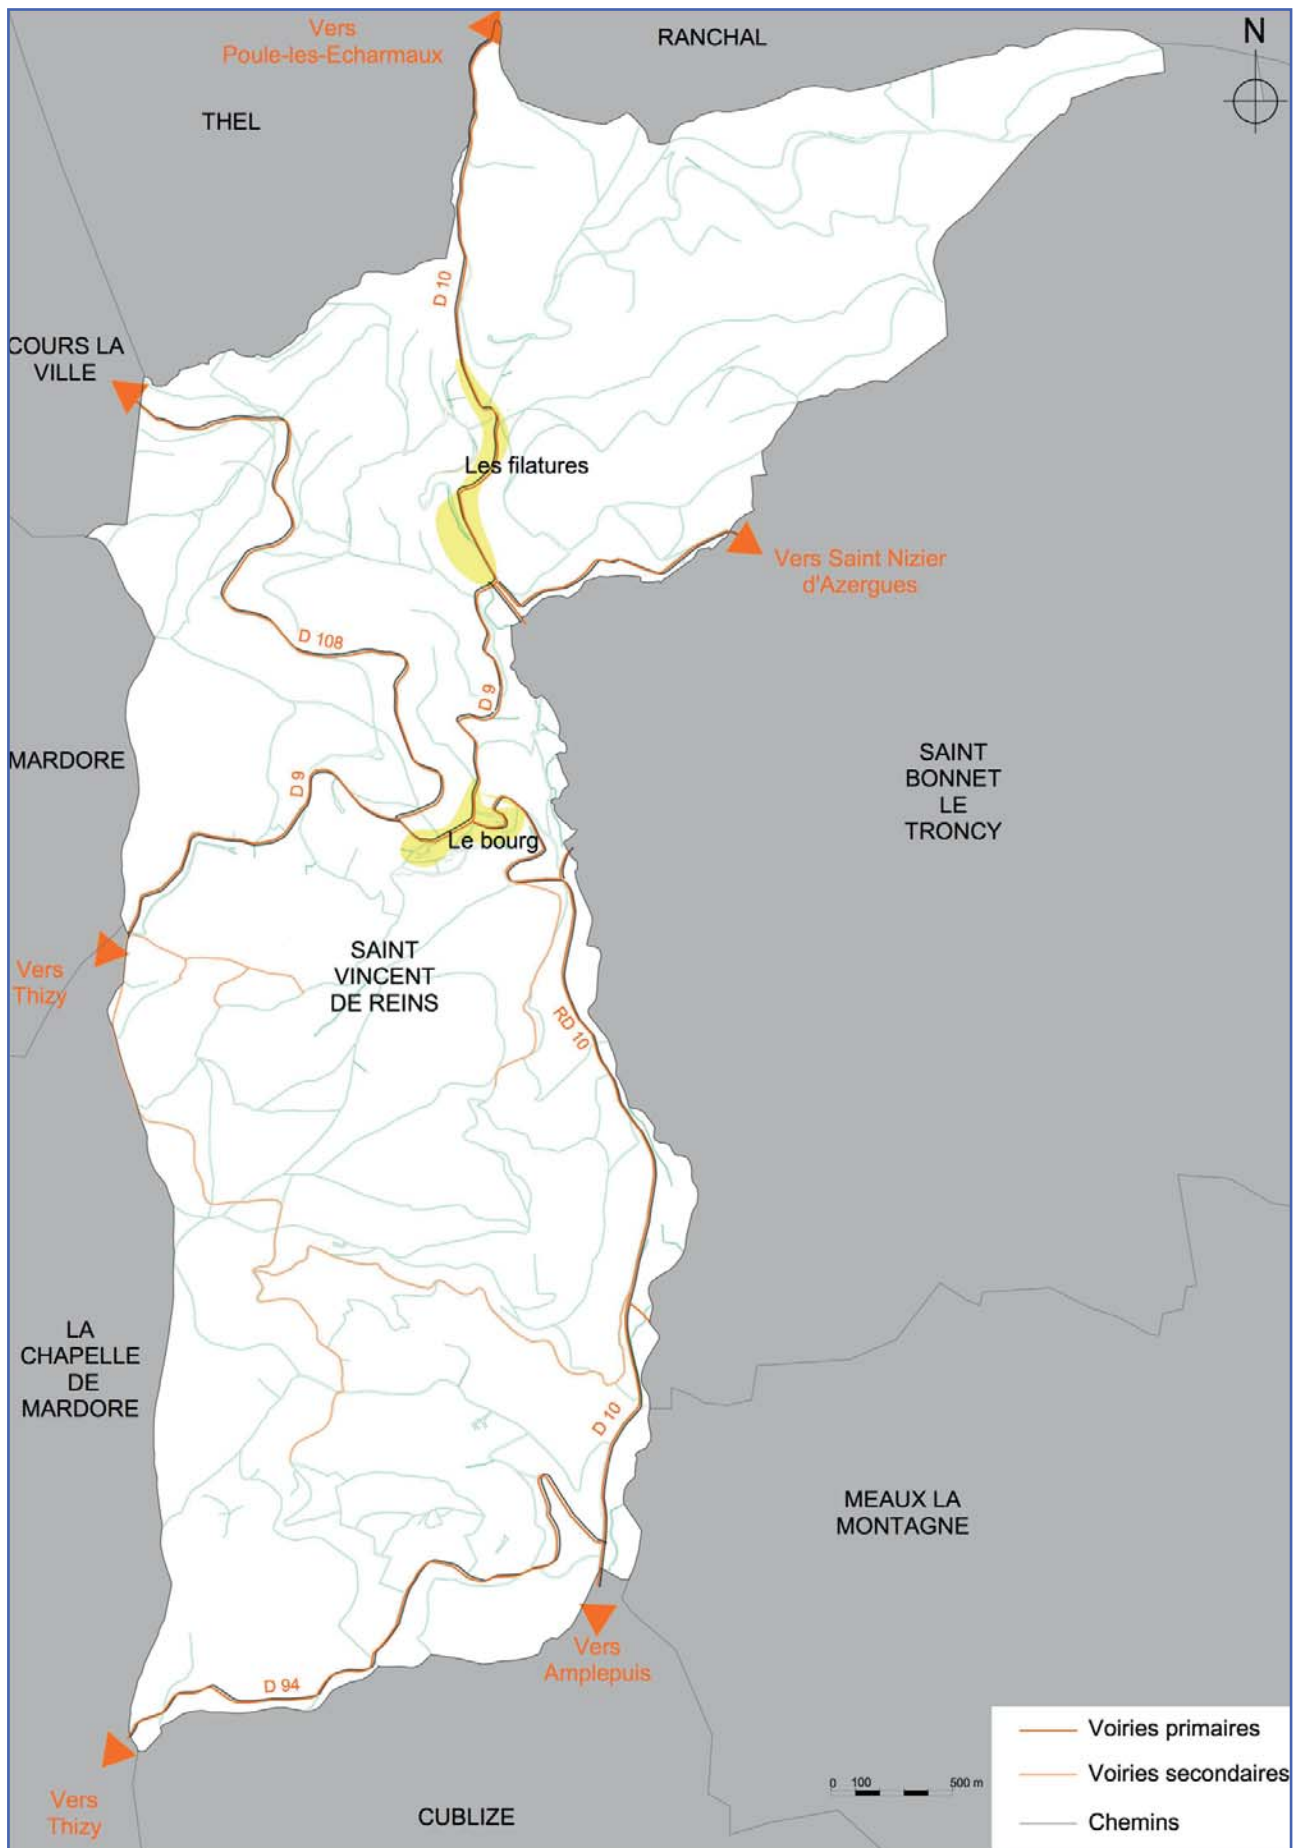 Vers
Poule-les-Echarmaux
RANCHAL
N
THEL
D 10
COURS LA
VILLE
Les filatures
Vers Saint Nizier
d'Azergues
D 108
D 9
MARDORE
D 9
SAINT
BONNET
LE
TRONCY
Le bourg
SAINT
VINCENT
DE REINS
Vers
Thizy
RD 10
LA
CHAPELLE
DE
MARDORE
D 10
MEAUX LA
MONTAGNE
Vers
Amplepuis
D 94
Vers
Thizy
CUBLIZE
0 100 500 m
Voiries primaires
Voiries secondaires
Chemins